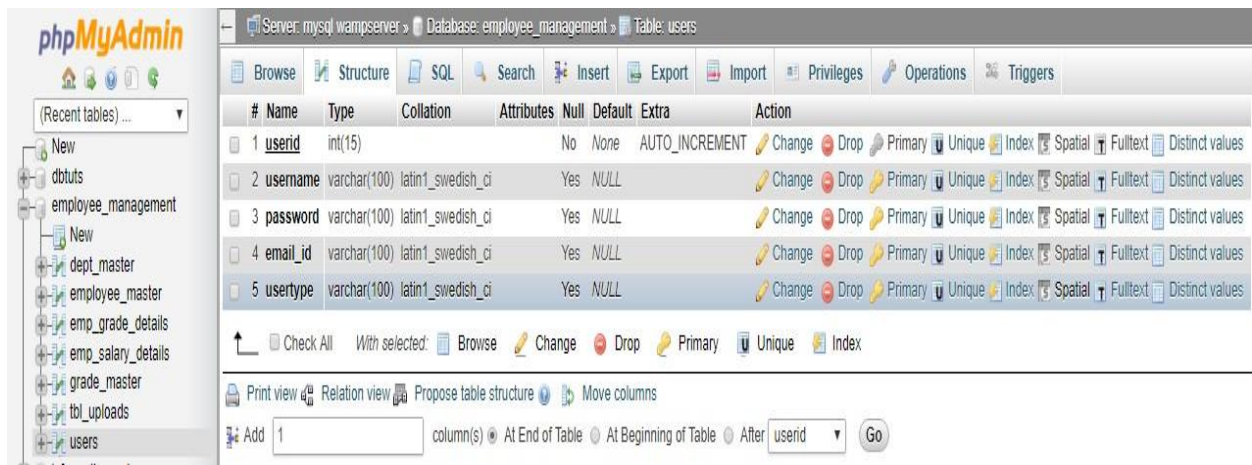 phpMyAdmin
(Recent tables) ...
New
dbtuts
employee_management
New
dept_master
employee_master
emp_grade_details
emp_salary_details
grade_master
tbl_uploads
users
Server: mysql wampserver » Database: employee_management » Table: users
Browse Structure SQL Search Insert Export Import Privileges Operations Triggers
# Name Type Collation Attributes Null Default Extra Action
1 userid int(15) No None AUTO_INCREMENT Change Drop Primary Unique Index Spatial Fulltext Distinct values
2 username varchar(100) latin1_swedish_ci Yes NULL Change Drop Primary Unique Index Spatial Fulltext Distinct values
3 password varchar(100) latin1_swedish_ci Yes NULL Change Drop Primary Unique Index Spatial Fulltext Distinct values
4 email_id varchar(100) latin1_swedish_ci Yes NULL Change Drop Primary Unique Index Spatial Fulltext Distinct values
5 usertype varchar(100) latin1_swedish_ci Yes NULL Change Drop Primary Unique Index Spatial Fulltext Distinct values
Check All With selected: Browse Change Drop Primary Unique Index
Print view Relation view Propose table structure Move columns
Add 1 column(s) At End of Table At Beginning of Table After userid Go